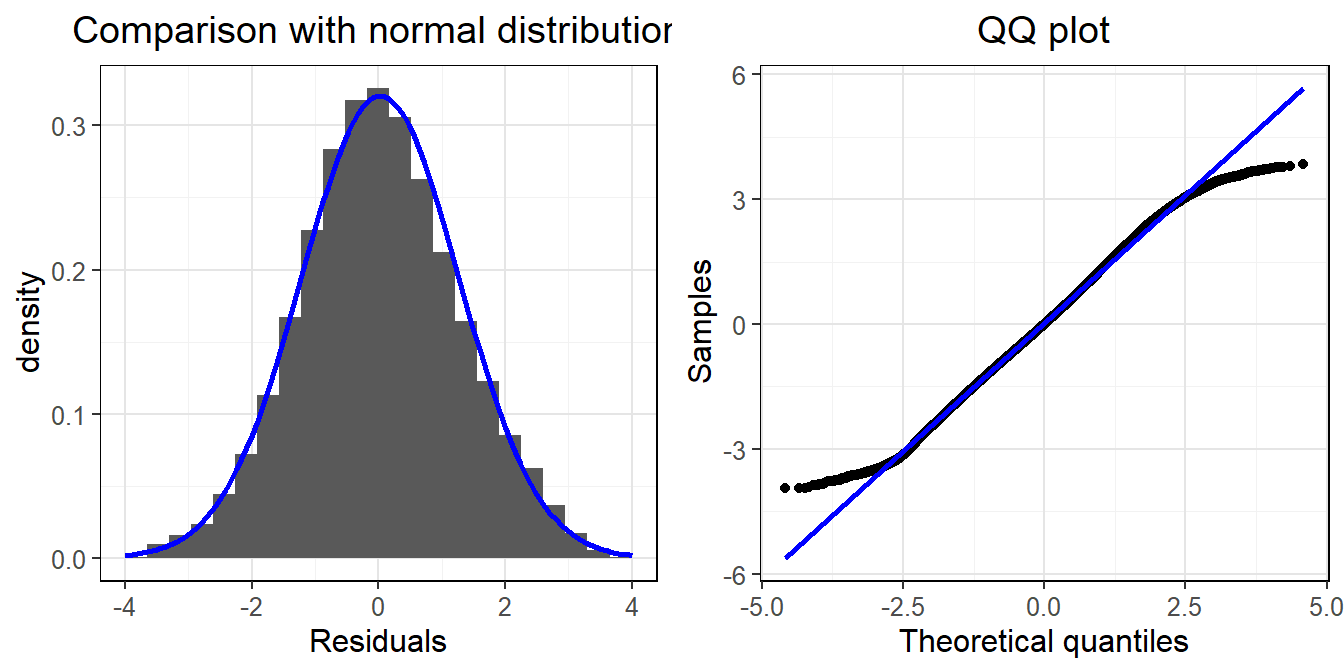 Comparison with normal distribution
density
0.3
0.2
0.1
0.0
-4 -2 0 2 4
Residuals
QQ plot
Samples
6
3
0
-3
-6
-5.0 -2.5 0.0 2.5 5.0
Theoretical quantiles